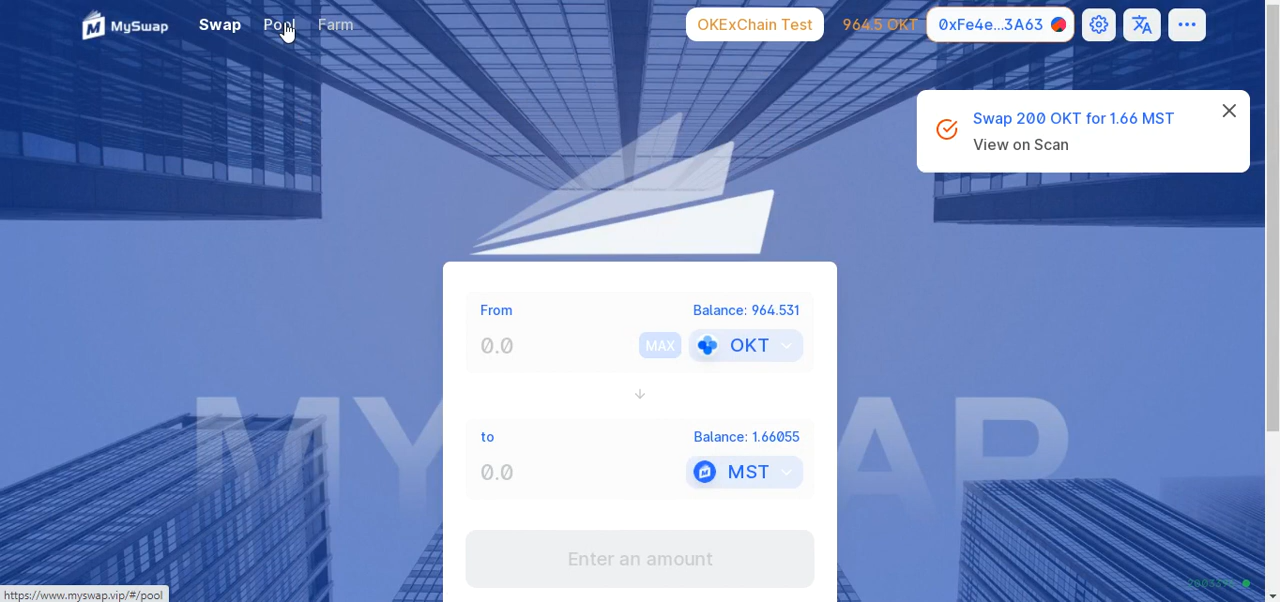 MySwap
Swap
Pool
Farm
OKExChain Test
964.5 OKT
0xFe4e...3A63
Swap 200 OKT for 1.66 MST
View on Scan
From
Balance: 964.531
0.0
MAX
OKT
to
Balance: 1.66055
0.0
MST
Enter an amount
https://www.myswap.vip/#/pool